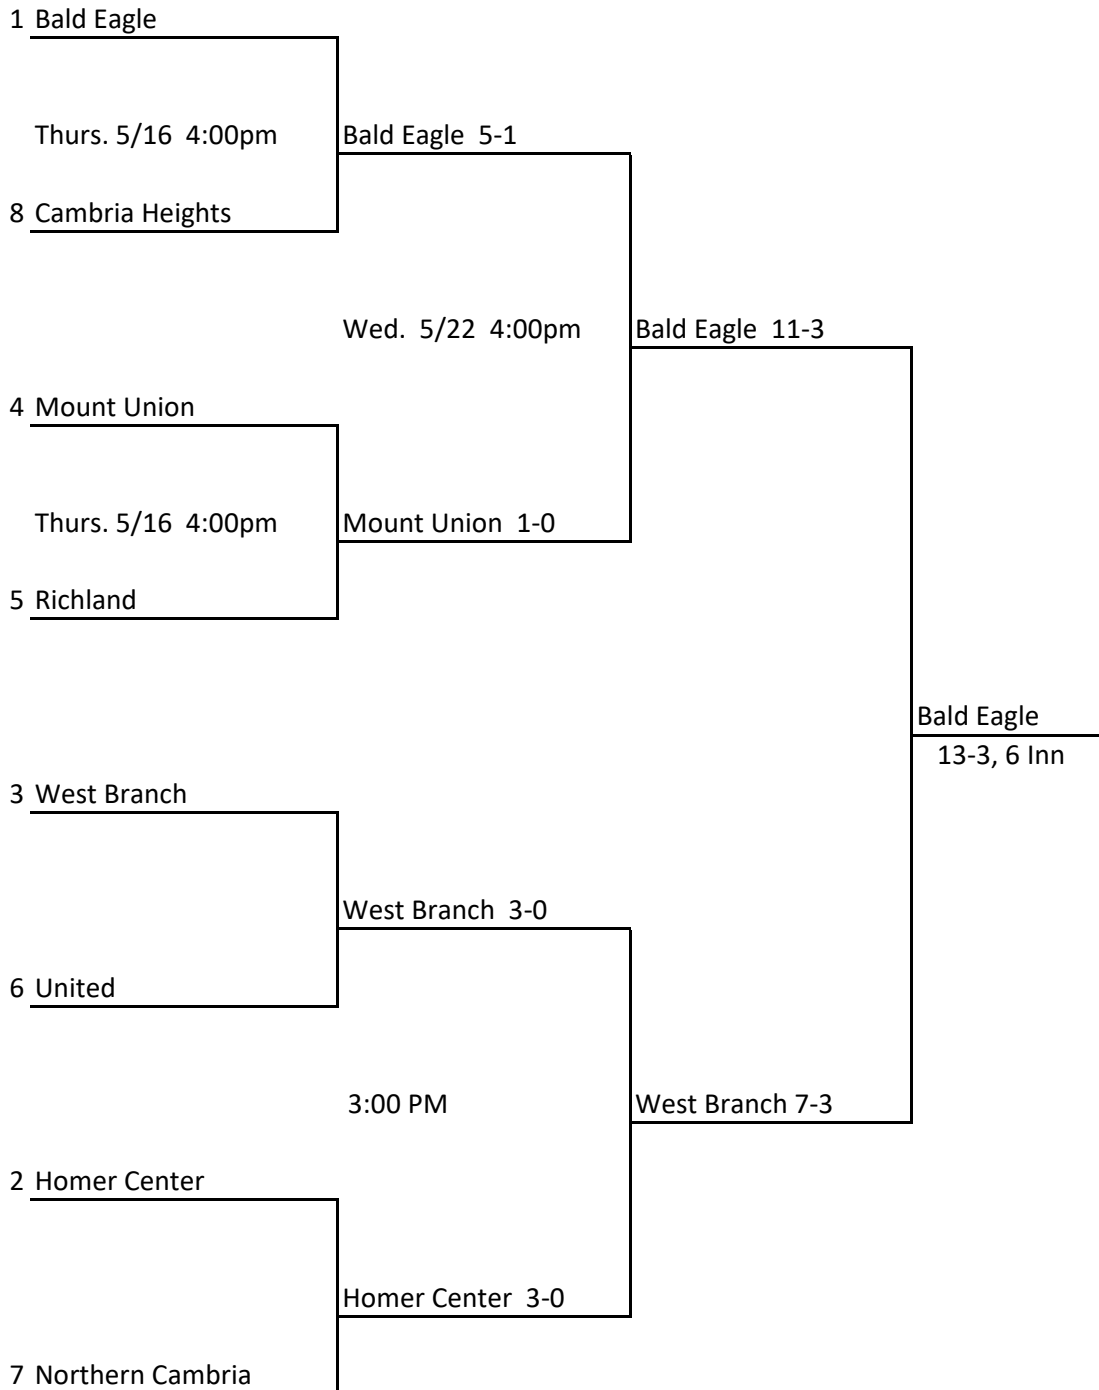 1 Bald Eagle
Thurs. 5/16  4:00pm
Bald Eagle  5-1
8 Cambria Heights
Wed.  5/22  4:00pm
Bald Eagle  11-3
4 Mount Union
Thurs. 5/16  4:00pm
Mount Union  1-0
5 Richland
Bald Eagle
13-3, 6 Inn
3 West Branch
West Branch  3-0
6 United
3:00 PM
West Branch 7-3
2 Homer Center
Homer Center  3-0
7 Northern Cambria